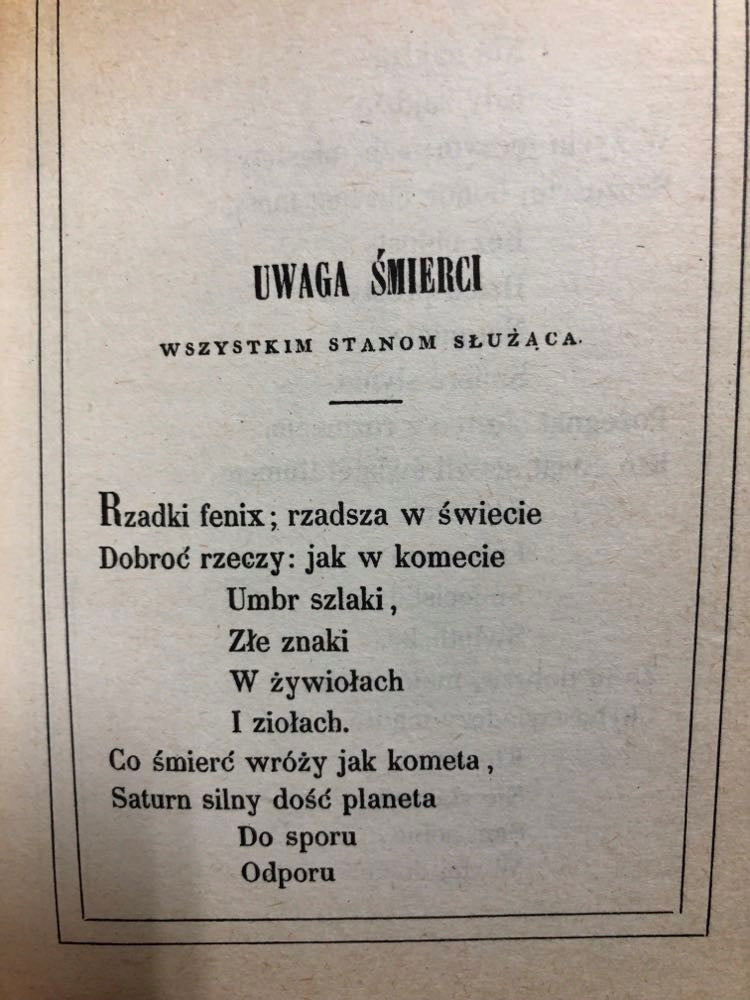 UWAGA ŚMIERCI
WSZYSTKIM STANOM SŁUŻĄCA.
Rzadki fenix; rzadsza w świecie
Dobroć rzeczy: jak w komecie
Umbr szlaki,
Złe znaki
W żywiołach
I ziołach.
Co śmierć wróży jak kometa,
Saturn silny dość planeta
Do sporu
Odporu